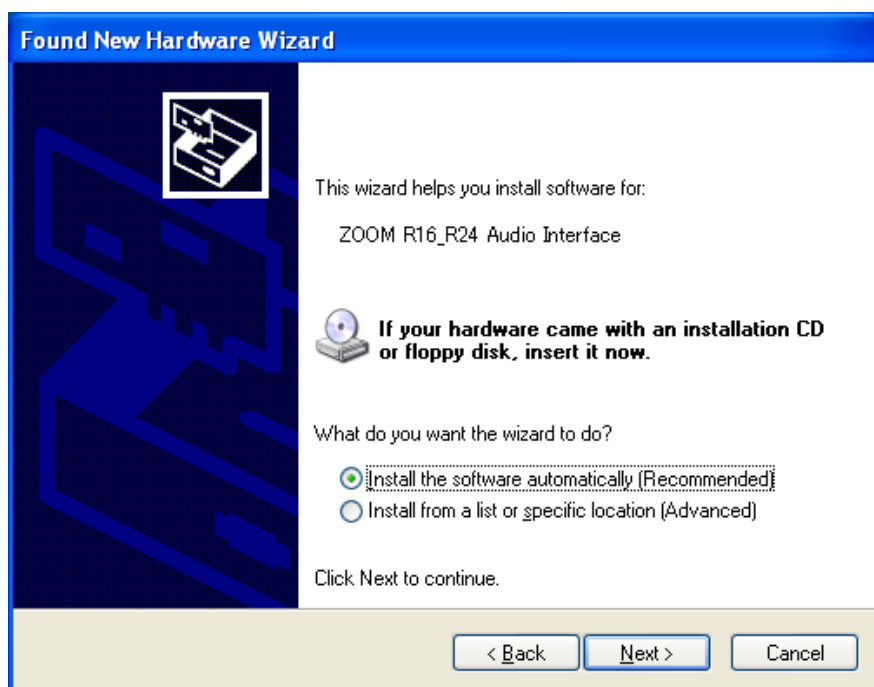 Found New Hardware Wizard
This wizard helps you install software for:
ZOOM R16_R24 Audio Interface
If your hardware came with an installation CD
or floppy disk, insert it now.
What do you want the wizard to do?
Install the software automatically (Recommended)
Install from a list or specific location (Advanced)
Click Next to continue.
< Back Next > Cancel